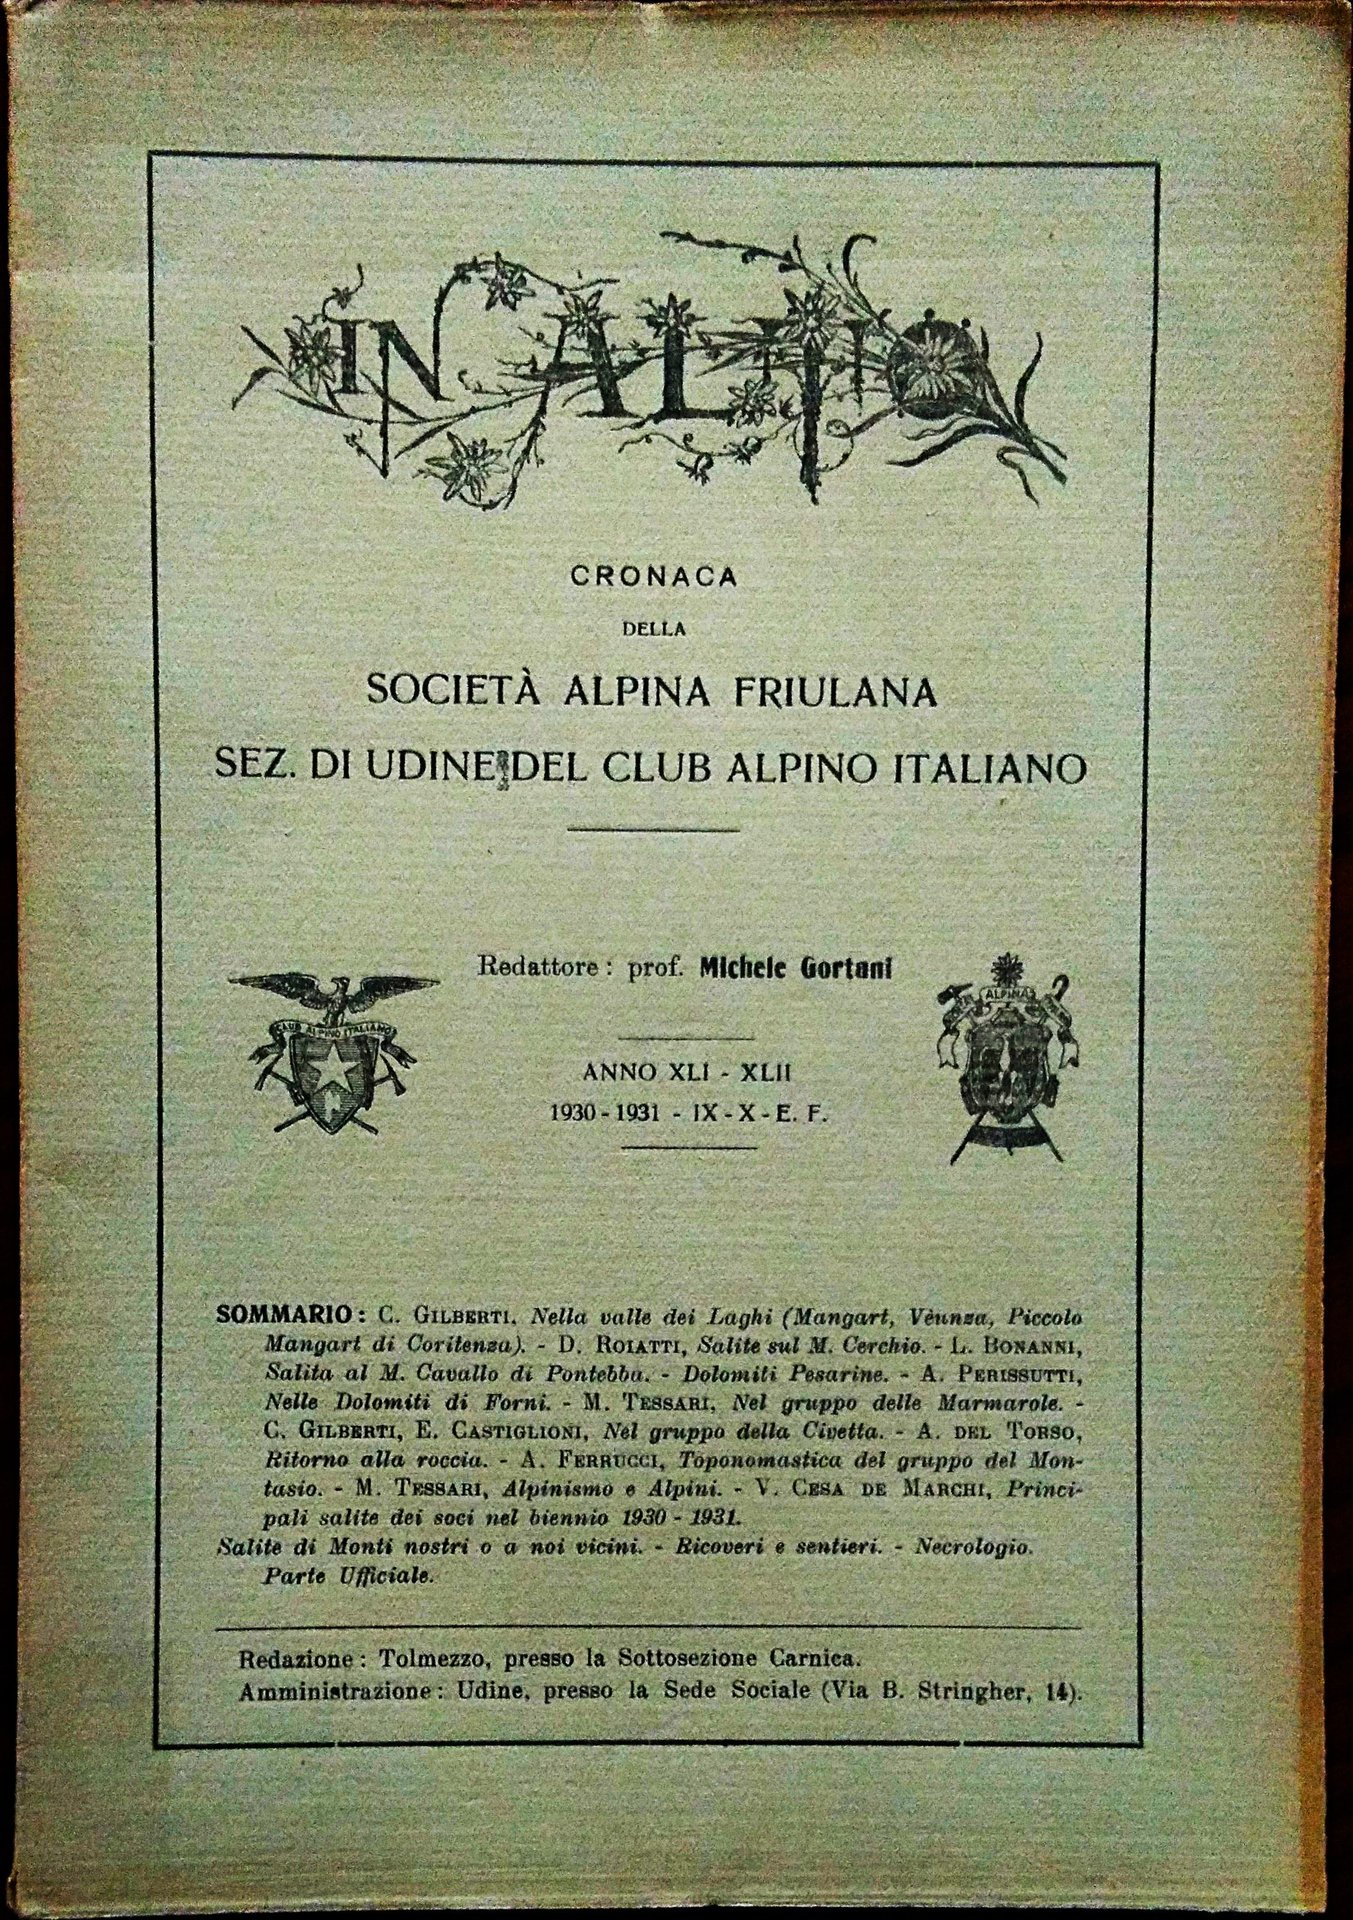 IN ALTO
CRONACA
DELLA
SOCIETÀ ALPINA FRIULANA
SEZ. DI UDINE DEL CLUB ALPINO ITALIANO
Redattore : prof. Michele Gortani
CLUB ALPINO ITALIANO
ALPINA
ANNO XLI - XLII
1930 - 1931 - IX - X - E. F.
SOMMARIO : C. GILBERTI, Nella valle dei Laghi (Mangart, Vèunza, Piccolo
Mangart di Coritenza). - D. ROIATTI, Salite sul M. Cerchio. - L. BONANNI,
Salita al M. Cavallo di Pontebba. - Dolomiti Pesarine. - A. PERISSUTTI,
Nelle Dolomiti di Forni. - M. TESSARI, Nel gruppo delle Marmarole. -
C. GILBERTI, E. CASTIGLIONI, Nel gruppo della Civetta. - A. DEL TORSO,
Ritorno alla roccia. - A. FERRUCCI, Toponomastica del gruppo del Mon-
tasio. - M. TESSARI, Alpinismo e Alpini. - V. CESA DE MARCHI, Princi-
pali salite dei soci nel biennio 1930 - 1931.
Salite di Monti nostri o a noi vicini. - Ricoveri e sentieri. - Necrologio.
Parte Ufficiale.
Redazione : Tolmezzo, presso la Sottosezione Carnica.
Amministrazione : Udine, presso la Sede Sociale (Via B. Stringher, 14).